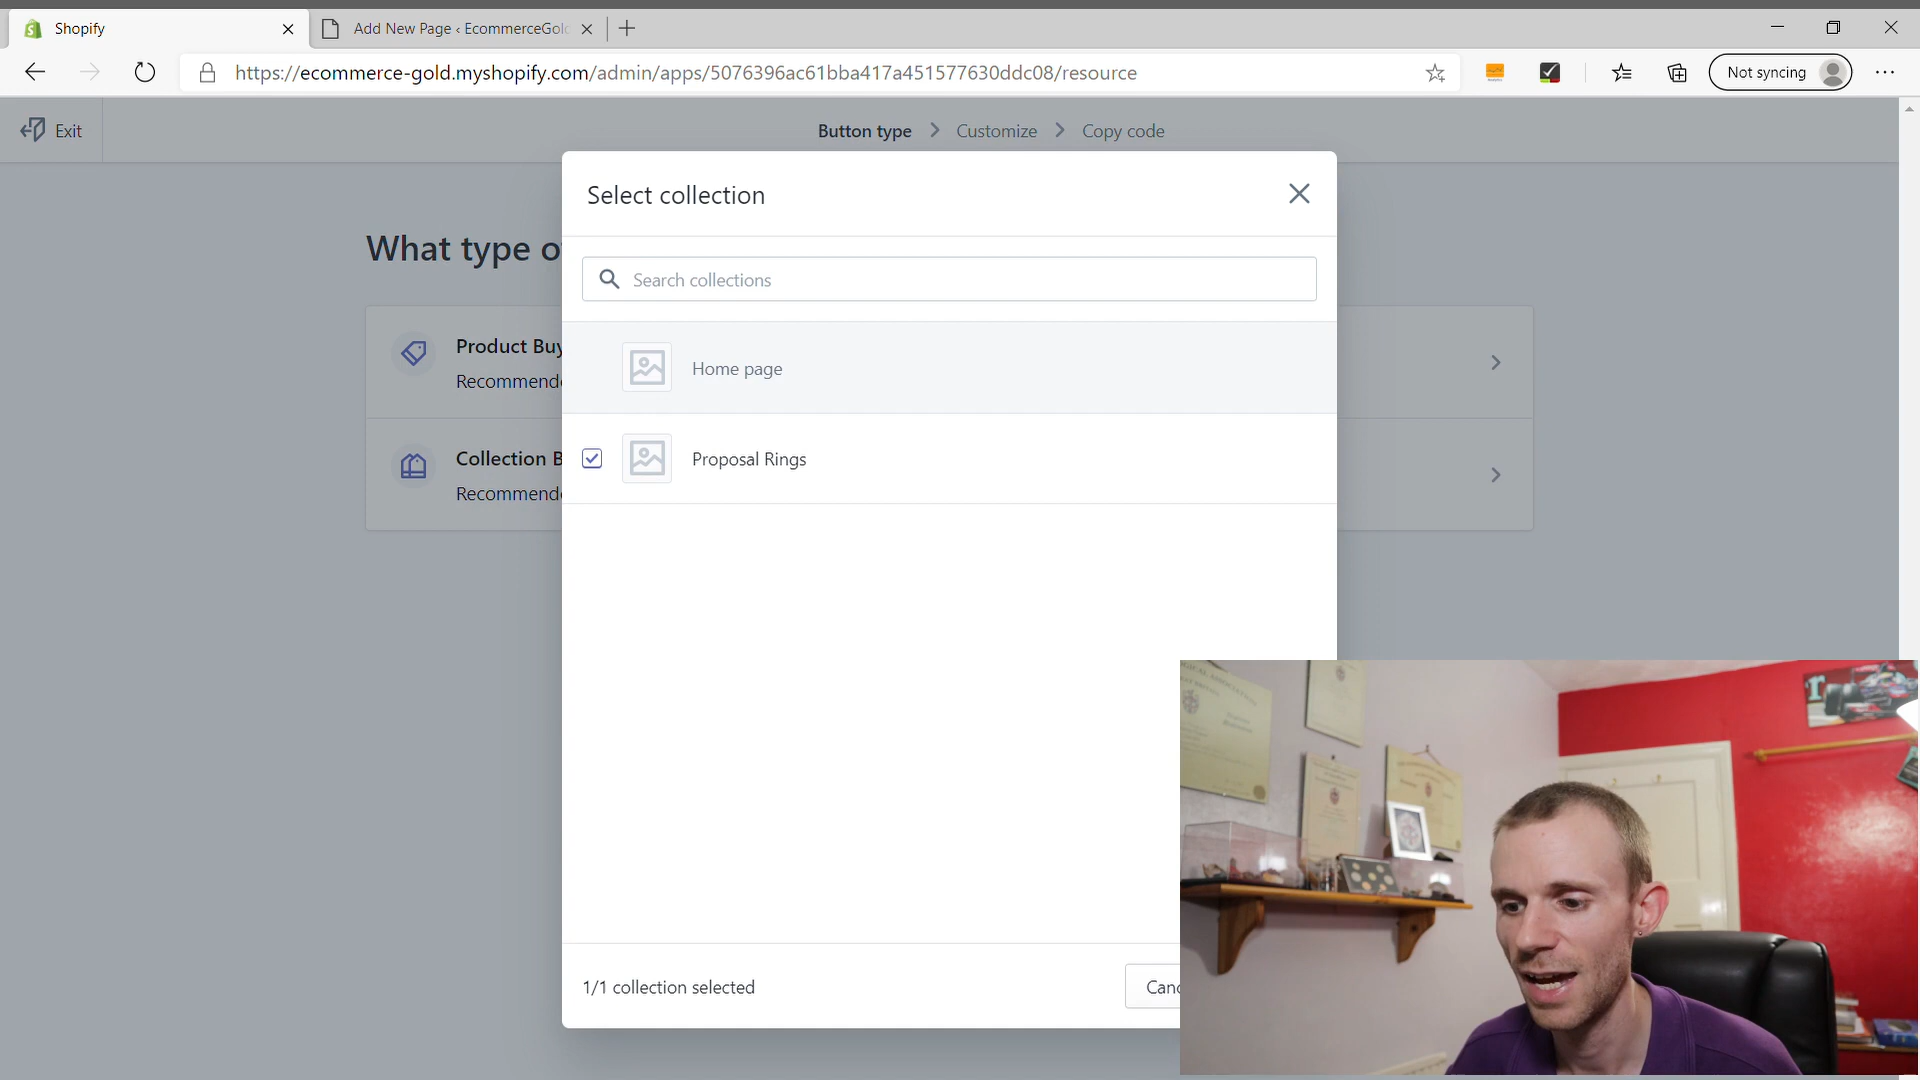 Shopify
Add New Page ‹ EcommerceGol
https://ecommerce-gold.myshopify.com/admin/apps/5076396ac61bba417a451577630ddc08/resource
Not syncing
Exit
Button type
Customize
Copy code
What type o
Product Buy
Recommend
Collection B
Recommend
Select collection
Search collections
Home page
Proposal Rings
1/1 collection selected
Canc